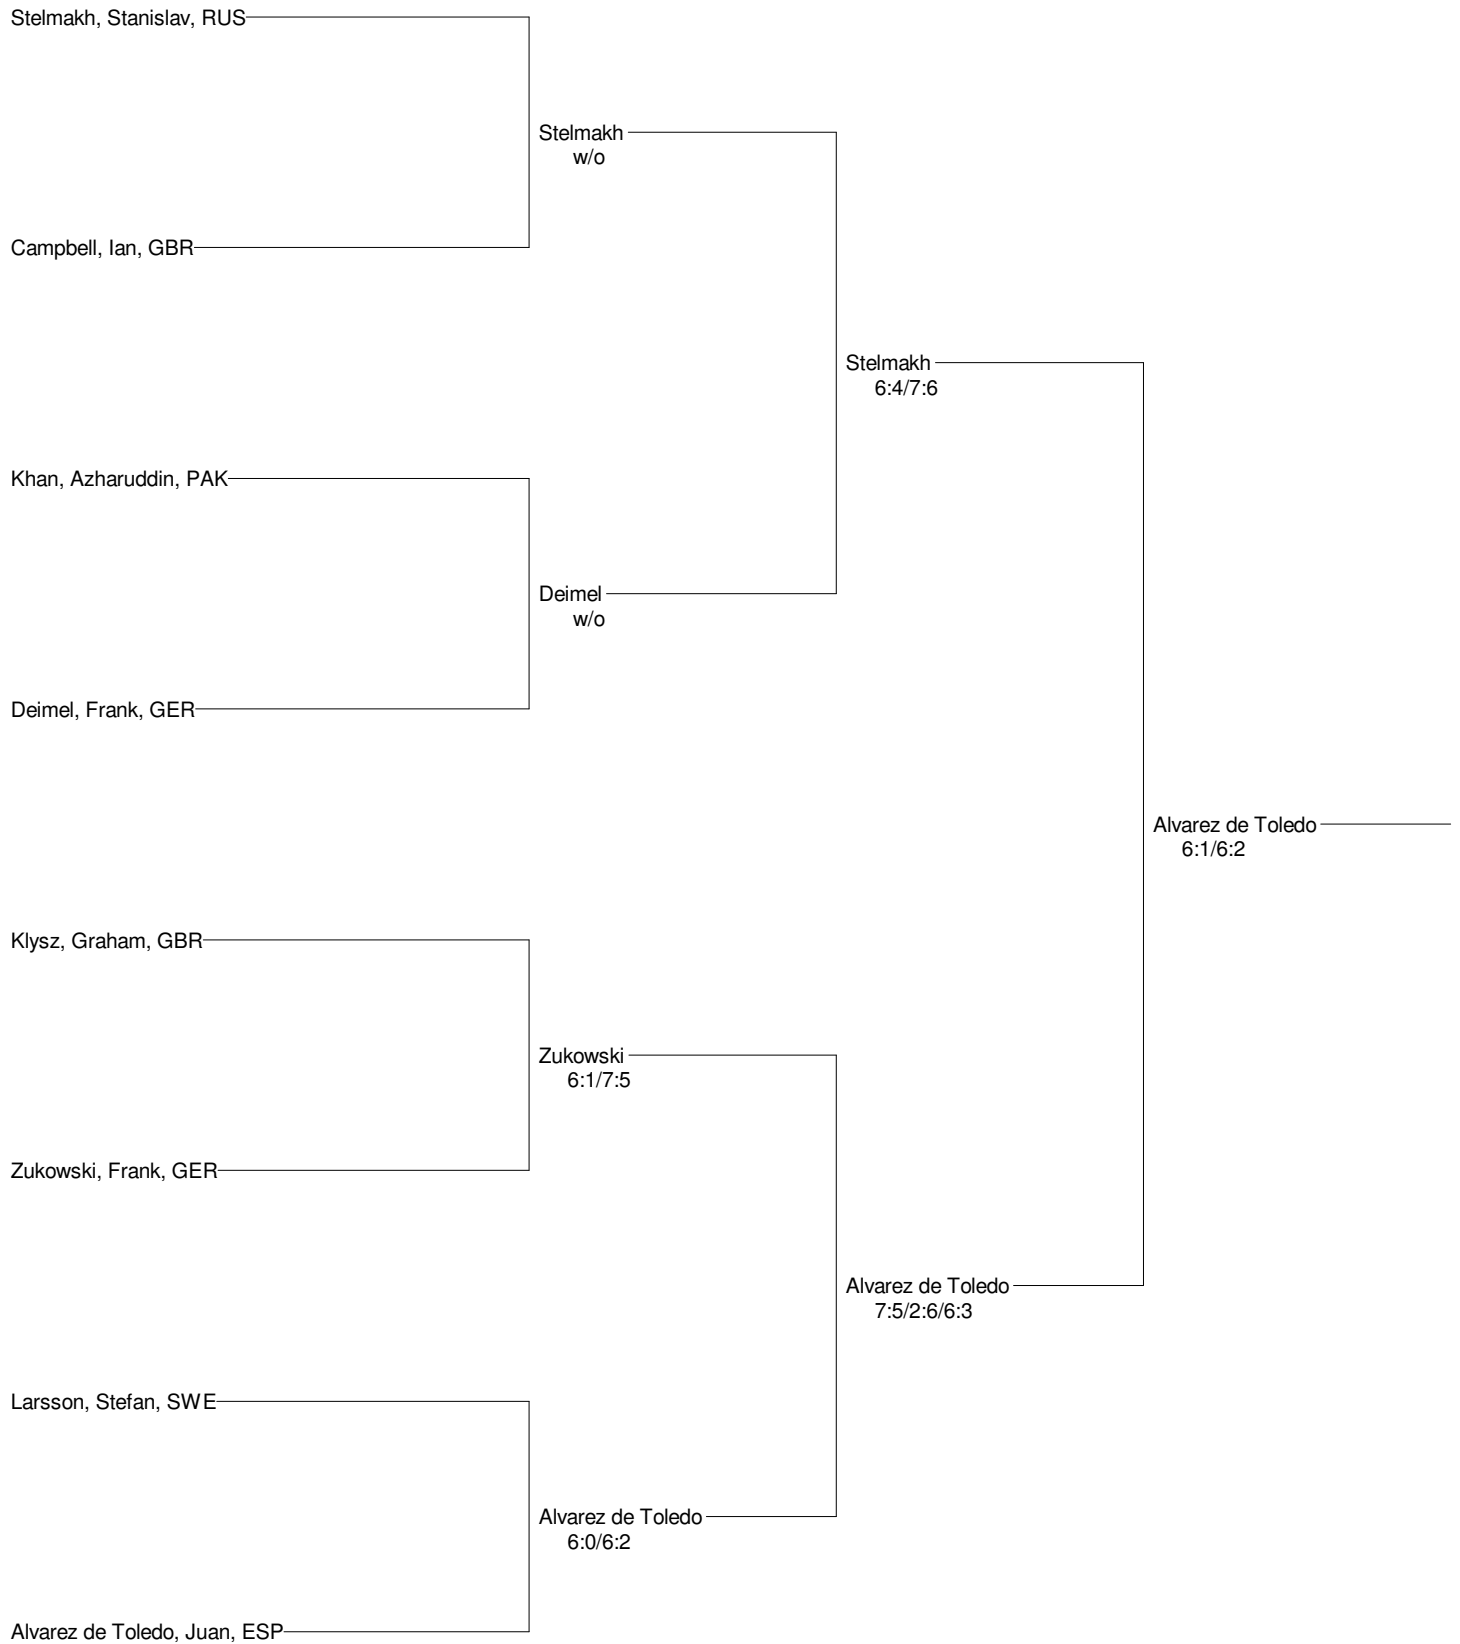 Stelmakh, Stanislav, RUS
Stelmakh
w/o
Campbell, Ian, GBR
Stelmakh
6:4/7:6
Khan, Azharuddin, PAK
Deimel
w/o
Deimel, Frank, GER
Alvarez de Toledo
6:1/6:2
Klysz, Graham, GBR
Zukowski
6:1/7:5
Zukowski, Frank, GER
Alvarez de Toledo
7:5/2:6/6:3
Larsson, Stefan, SWE
Alvarez de Toledo
6:0/6:2
Alvarez de Toledo, Juan, ESP